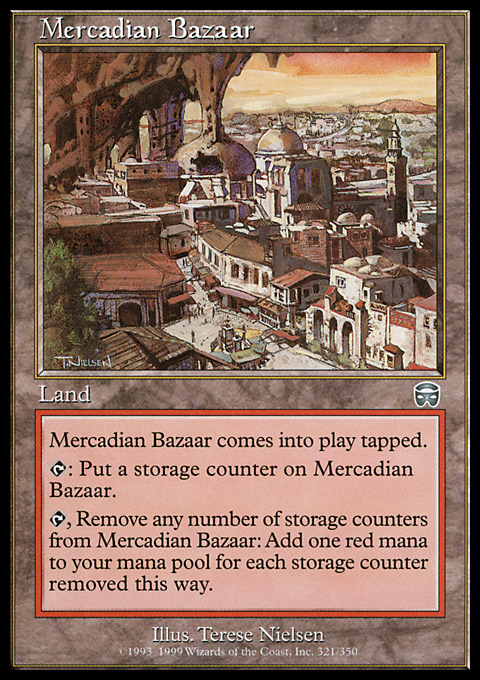 Mercadian Bazaar
T. NIELSEN
Land
Mercadian Bazaar comes into play tapped.
: Put a storage counter on Mercadian
Bazaar.
, Remove any number of storage counters
from Mercadian Bazaar: Add one red mana
to your mana pool for each storage counter
removed this way.
Illus. Terese Nielsen
©1993-1999 Wizards of the Coast, Inc. 321/350